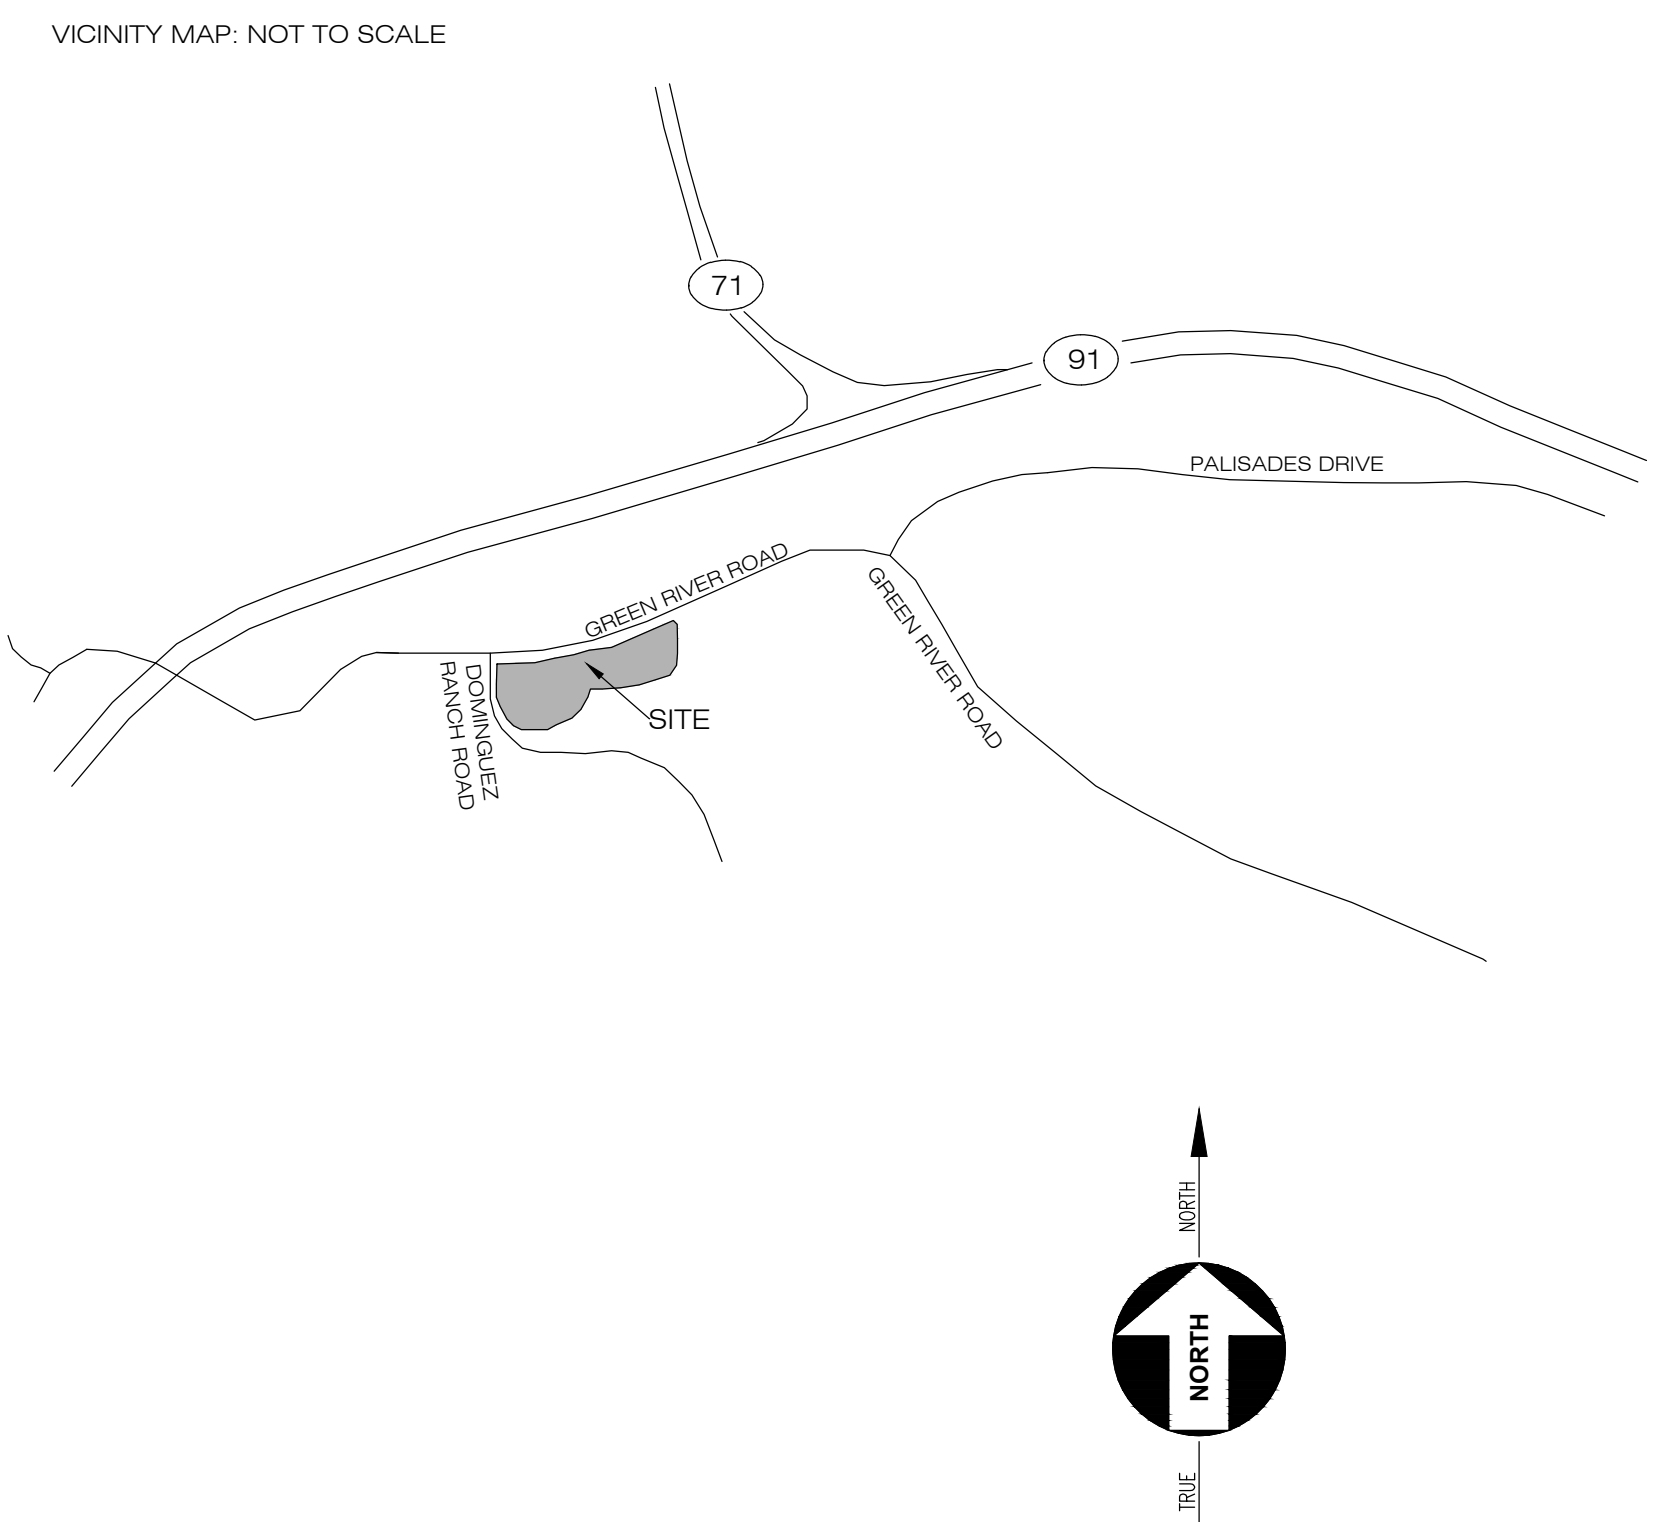 VICINITY MAP: NOT TO SCALE
71
91
PALISADES DRIVE
GREEN RIVER ROAD
GREEN RIVER ROAD
DOMINGUEZ
RANCH ROAD
SITE
NORTH
NORTH
TRUE